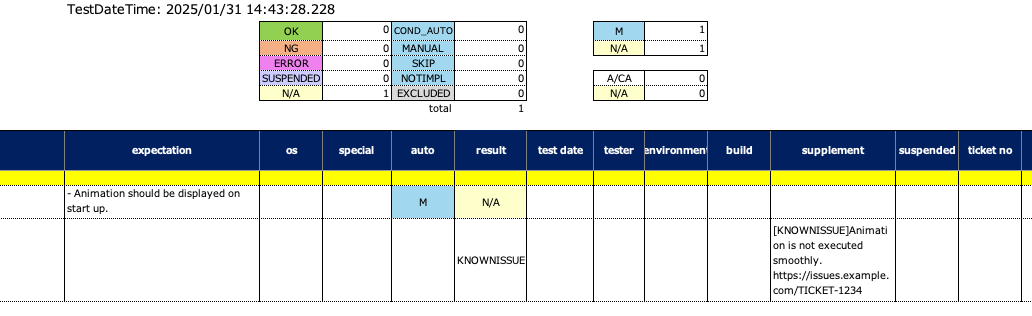 TestDateTime: 2025/01/31 14:43:28.228
OK 0 COND_AUTO 0 M 1
NG 0 MANUAL 0 N/A 1
ERROR 0 SKIP 0
SUSPENDED 0 NOTIMPL 0 A/CA 0
N/A 1 EXCLUDED 0 N/A 0
total 1
expectation os special auto result test date tester environment build supplement suspended ticket no
- Animation should be displayed on
start up.
M N/A
KNOWNISSUE
[KNOWNISSUE]Animati
on is not executed
smoothly.
https://issues.example.
com/TICKET-1234